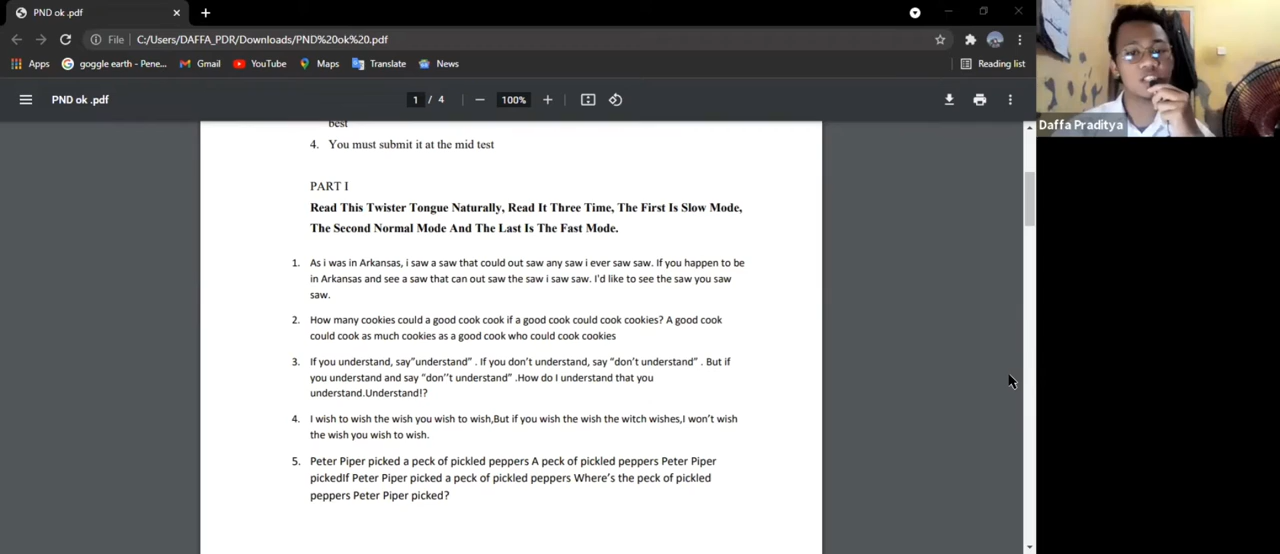 PND ok .pdf
File
C:/Users/DAFFA_PDR/Downloads/PND%20ok%20.pdf
Apps
goggle earth - Pene...
Gmail
YouTube
Maps
Translate
News
Reading list
PND ok .pdf
1 / 4
100%
Daffa Praditya
best
4. You must submit it at the mid test
PART I
Read This Twister Tongue Naturally, Read It Three Time, The First Is Slow Mode,
The Second Normal Mode And The Last Is The Fast Mode.
1. As i was in Arkansas, i saw a saw that could out saw any saw i ever saw saw. If you happen to be
in Arkansas and see a saw that can out saw the saw i saw saw. I'd like to see the saw you saw
saw.
2. How many cookies could a good cook cook if a good cook could cook cookies? A good cook
could cook as much cookies as a good cook who could cook cookies
3. If you understand, say"understand" . If you don't understand, say "don't understand" . But if
you understand and say "don''t understand" .How do I understand that you
understand.Understand!?
4. I wish to wish the wish you wish to wish,But if you wish the wish the witch wishes,I won't wish
the wish you wish to wish.
5. Peter Piper picked a peck of pickled peppers A peck of pickled peppers Peter Piper
pickedIf Peter Piper picked a peck of pickled peppers Where's the peck of pickled
peppers Peter Piper picked?